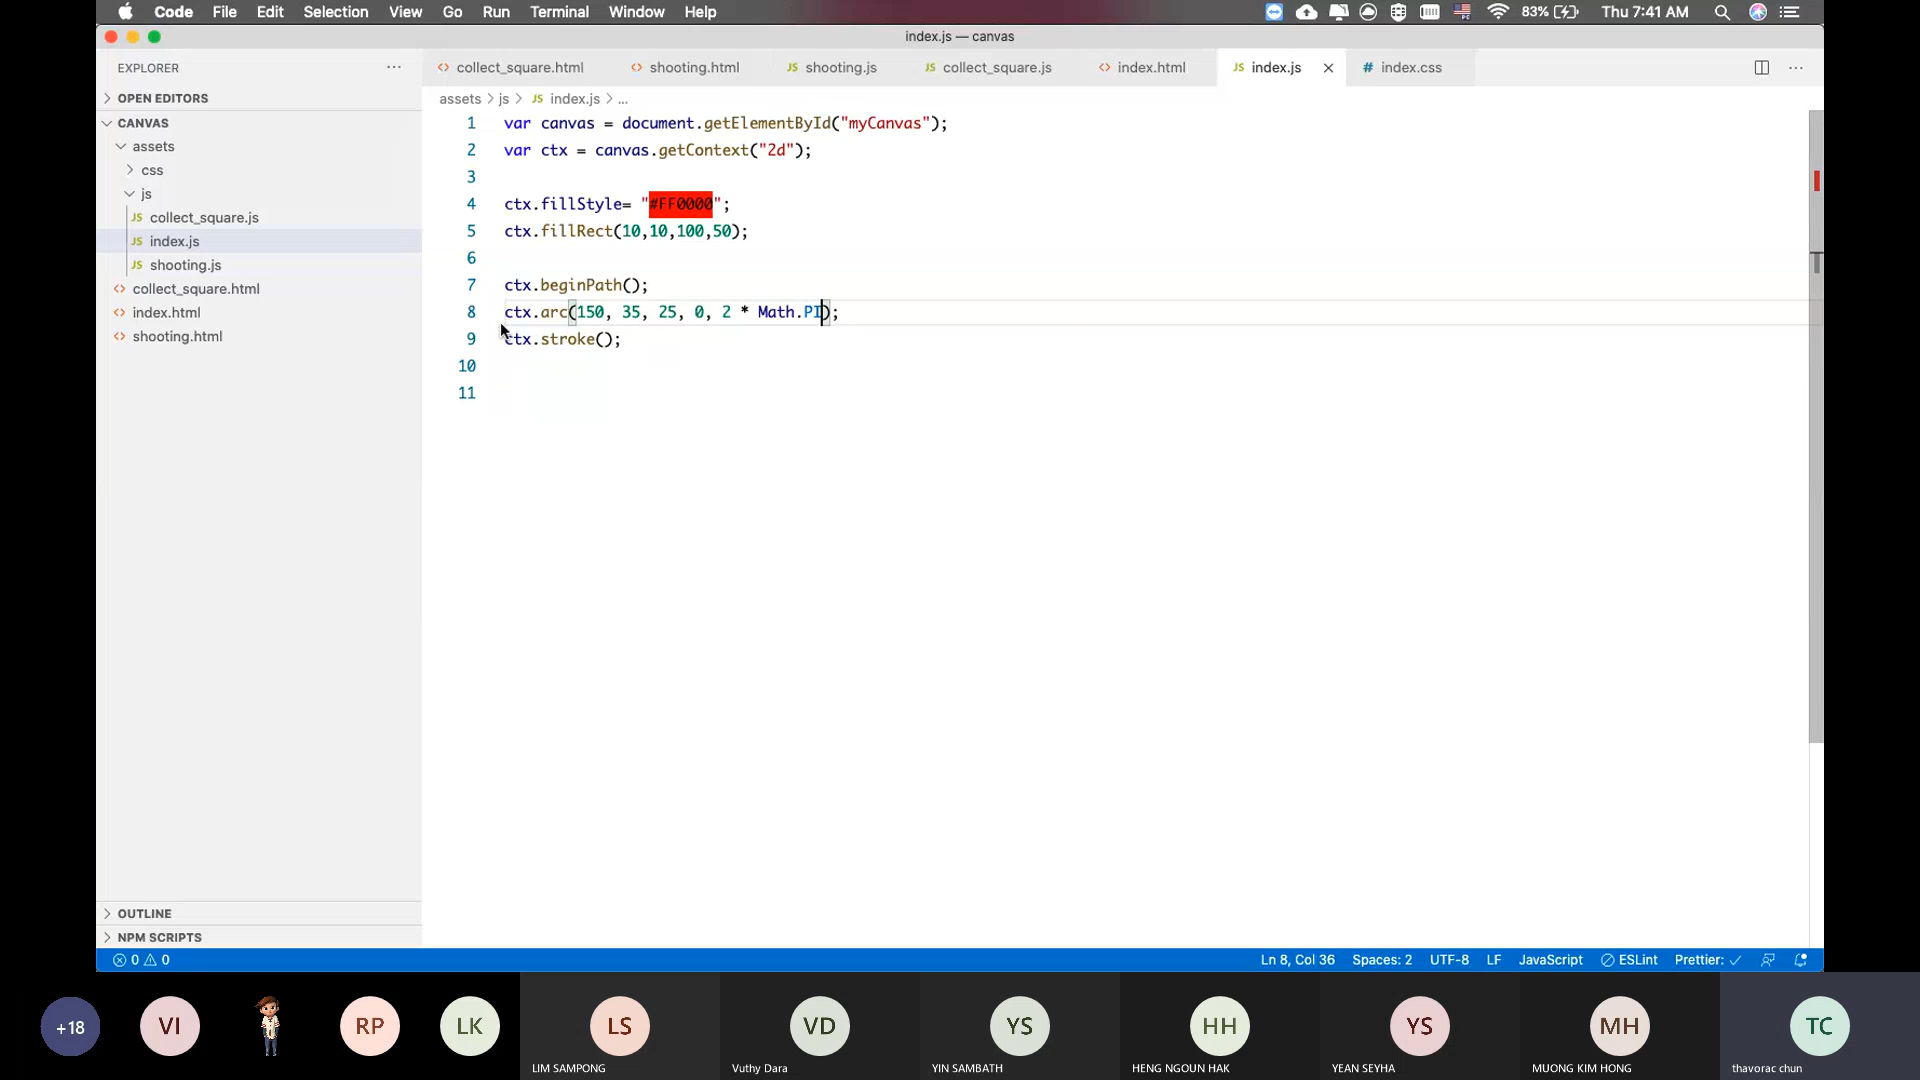 Code File Edit Selection View Go Run Terminal Window Help 83% Thu 7:41 AM
index.js — canvas
EXPLORER
collect_square.html shooting.html JS shooting.js JS collect_square.js index.html JS index.js # index.css
OPEN EDITORS
assets > js > JS index.js > ...
CANVAS
assets
css
js
JS collect_square.js
JS index.js
JS shooting.js
collect_square.html
index.html
shooting.html
1 var canvas = document.getElementById("myCanvas");
2 var ctx = canvas.getContext("2d");
3
4 ctx.fillStyle= "#FF0000";
5 ctx.fillRect(10,10,100,50);
6
7 ctx.beginPath();
8 ctx.arc(150, 35, 25, 0, 2 * Math.PI);
9 ctx.stroke();
10
11
OUTLINE
NPM SCRIPTS
0 0 Ln 8, Col 36 Spaces: 2 UTF-8 LF JavaScript ESLint Prettier: ✓
+18 VI RP LK LS VD YS HH YS MH TC
LIM SAMPONG Vuthy Dara YIN SAMBATH HENG NGOUN HAK YEAN SEYHA MUONG KIM HONG thavorac chun